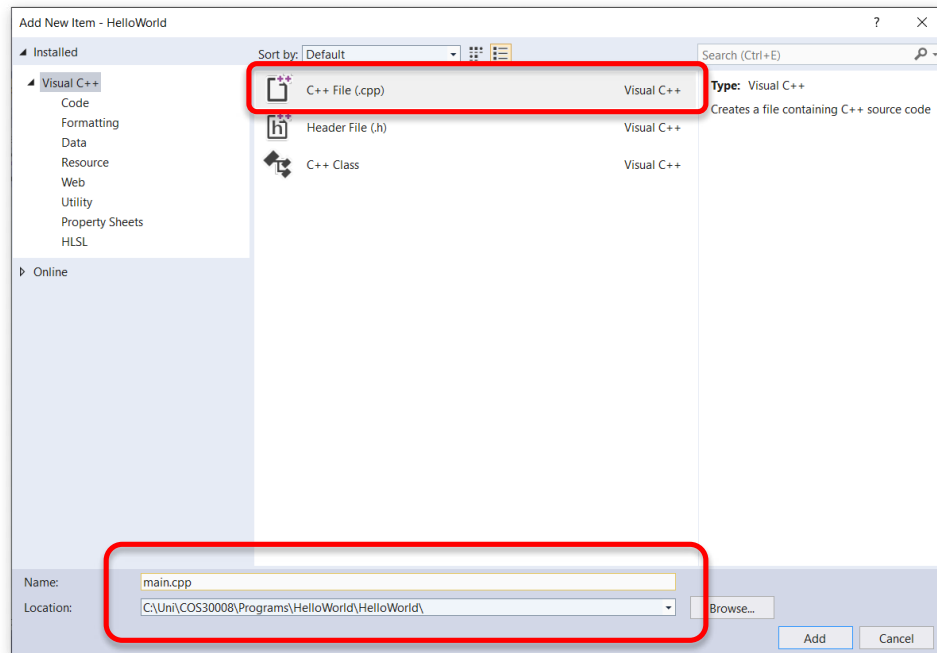 Add New Item - HelloWorld ? ✕
Installed
Sort by: Default
Search (Ctrl+E)
Visual C++
Code
Formatting
Data
Resource
Web
Utility
Property Sheets
HLSL
Online
C++ File (.cpp) Visual C++
Header File (.h) Visual C++
C++ Class Visual C++
Type: Visual C++
Creates a file containing C++ source code
Name: main.cpp
Location: C:\Uni\COS30008\Programs\HelloWorld\HelloWorld\ Browse...
Add Cancel